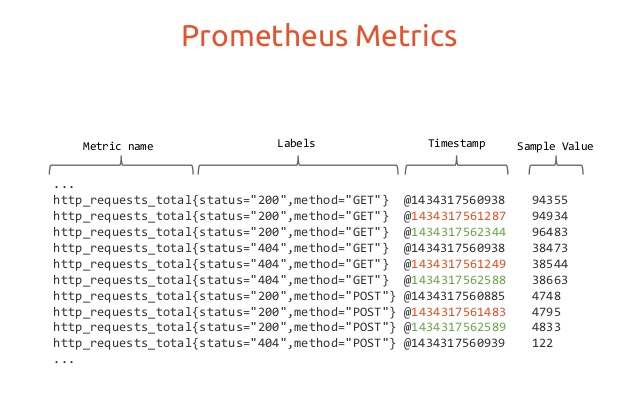 Prometheus Metrics
Metric name Labels Timestamp Sample Value
...
http_requests_total{status="200",method="GET"} @1434317560938 94355
http_requests_total{status="200",method="GET"} @1434317561287 94934
http_requests_total{status="200",method="GET"} @1434317562344 96483
http_requests_total{status="404",method="GET"} @1434317560938 38473
http_requests_total{status="404",method="GET"} @1434317561249 38544
http_requests_total{status="404",method="GET"} @1434317562588 38663
http_requests_total{status="200",method="POST"} @1434317560885 4748
http_requests_total{status="200",method="POST"} @1434317561483 4795
http_requests_total{status="200",method="POST"} @1434317562589 4833
http_requests_total{status="404",method="POST"} @1434317560939 122
...